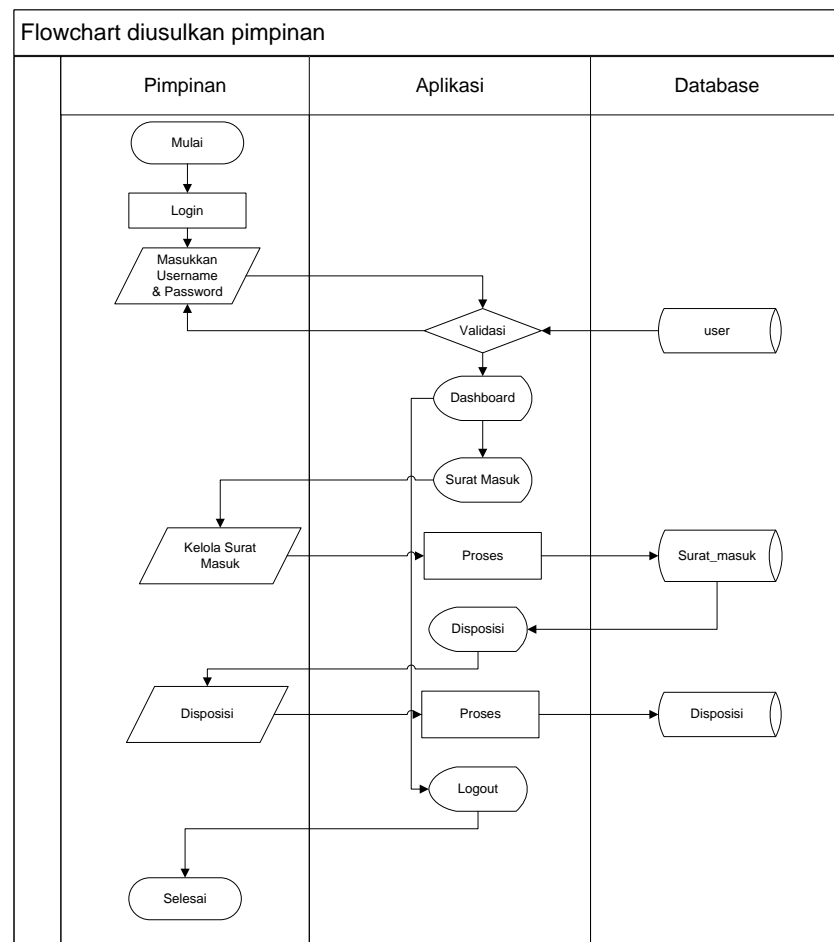 Flowchart diusulkan pimpinan
Pimpinan
Aplikasi
Database
Mulai
Login
Masukkan
Username
& Password
Validasi
user
Dashboard
Surat Masuk
Kelola Surat
Masuk
Proses
Surat_masuk
Disposisi
Disposisi
Proses
Disposisi
Logout
Selesai